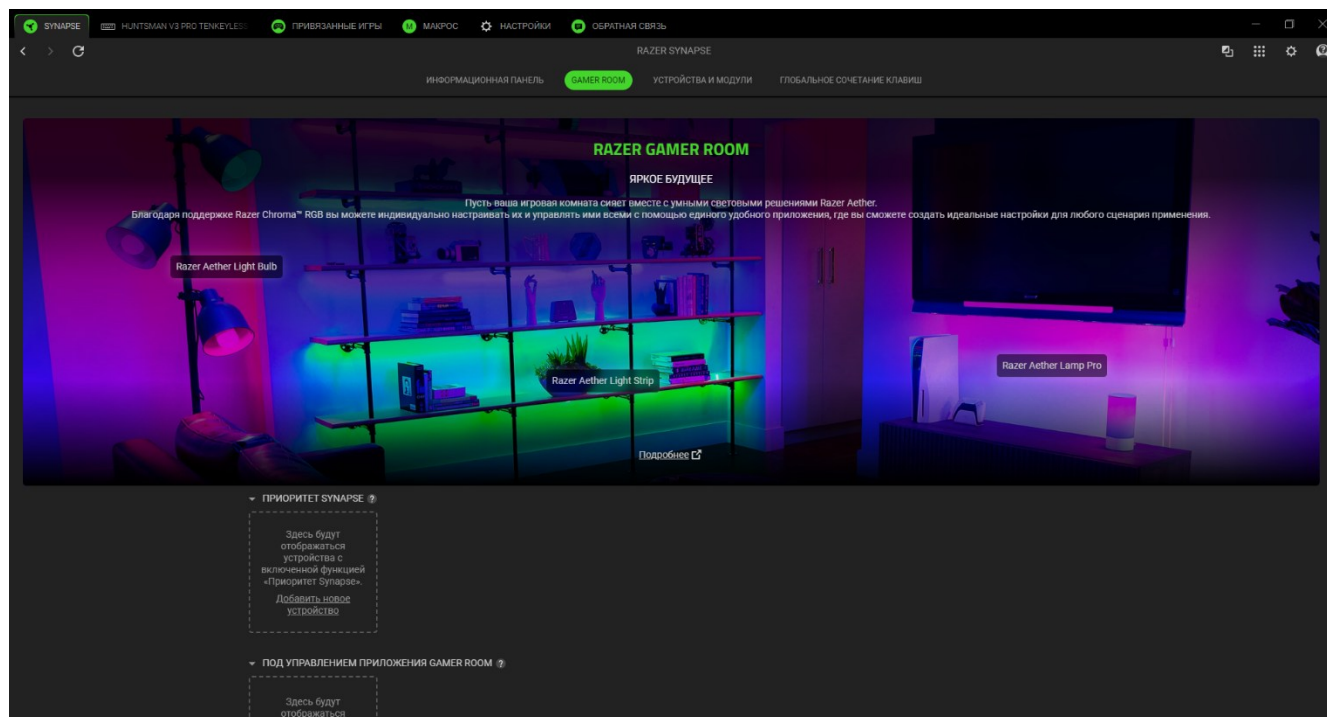 SYNAPSE
HUNTSMAN V3 PRO TENKEYLESS
ПРИВЯЗАННЫЕ ИГРЫ
МАКРОС
НАСТРОЙКИ
ОБРАТНАЯ СВЯЗЬ
RAZER SYNAPSE
ИНФОРМАЦИОННАЯ ПАНЕЛЬ
GAMER ROOM
УСТРОЙСТВА И МОДУЛИ
ГЛОБАЛЬНОЕ СОЧЕТАНИЕ КЛАВИШ
RAZER GAMER ROOM
ЯРКОЕ БУДУЩЕЕ
Пусть ваша игровая комната сияет вместе с умными световыми решениями Razer Aether.
Благодаря поддержке Razer Chroma™ RGB вы можете индивидуально настраивать их и управлять ими всеми с помощью единого удобного приложения, где вы сможете создать идеальные настройки для любого сценария применения.
Razer Aether Light Bulb
Razer Aether Light Strip
Razer Aether Lamp Pro
Подробнее
ПРИОРИТЕТ SYNAPSE ?
Здесь будут
отображаться
устройства с
включенной функцией
«Приоритет Synapse».
Добавить новое
устройство
ПОД УПРАВЛЕНИЕМ ПРИЛОЖЕНИЯ GAMER ROOM ?
Здесь будут
отображаться